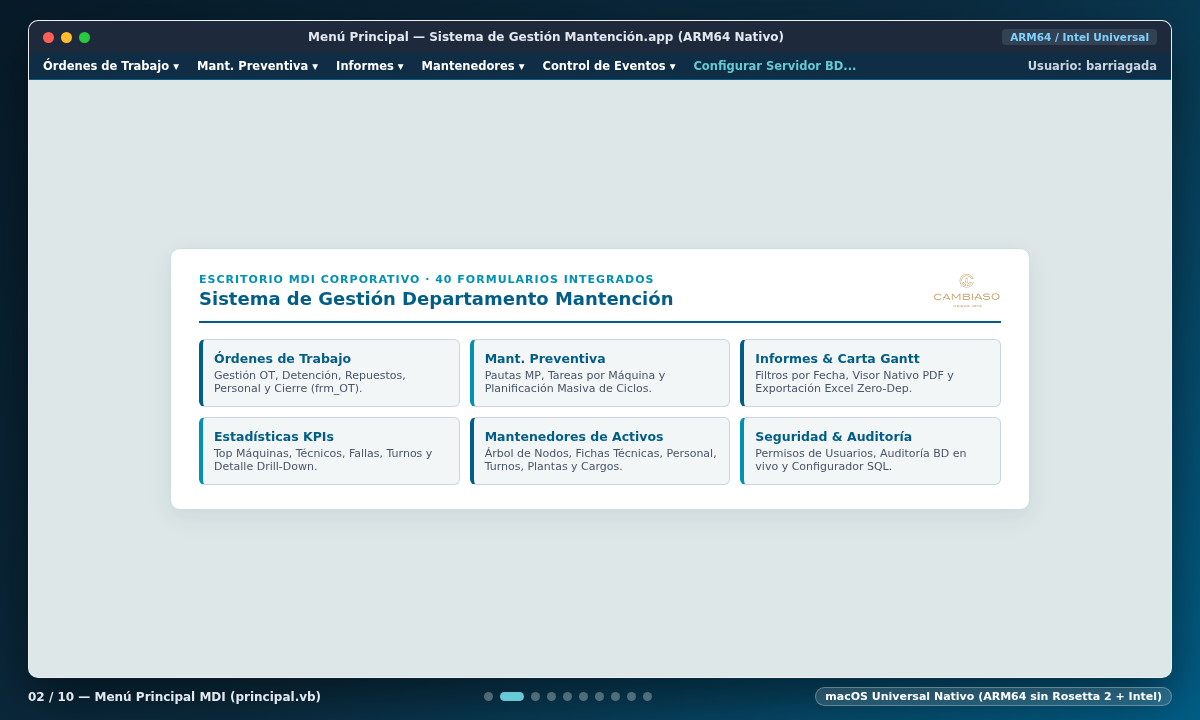 Menú Principal — Sistema de Gestión Mantención.app (ARM64 Nativo)
ARM64 / Intel Universal
Órdenes de Trabajo ▾ Mant. Preventiva ▾ Informes ▾ Mantenedores ▾ Control de Eventos ▾ Configurar Servidor BD... Usuario: barriagada
ESCRITORIO MDI CORPORATIVO · 40 FORMULARIOS INTEGRADOS
Sistema de Gestión Departamento Mantención
CAMBIASO
Órdenes de Trabajo
Gestión OT, Detención, Repuestos,
Personal y Cierre (frm_OT).
Mant. Preventiva
Pautas MP, Tareas por Máquina y
Planificación Masiva de Ciclos.
Informes & Carta Gantt
Filtros por Fecha, Visor Nativo PDF y
Exportación Excel Zero-Dep.
Estadísticas KPIs
Top Máquinas, Técnicos, Fallas, Turnos y
Detalle Drill-Down.
Mantenedores de Activos
Árbol de Nodos, Fichas Técnicas, Personal,
Turnos, Plantas y Cargos.
Seguridad & Auditoría
Permisos de Usuarios, Auditoría BD en
vivo y Configurador SQL.
02 / 10 — Menú Principal MDI (principal.vb)
macOS Universal Nativo (ARM64 sin Rosetta 2 + Intel)